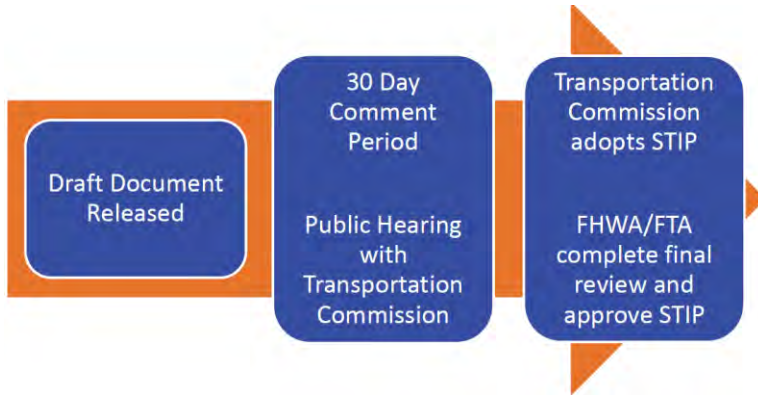 Draft Document
Released
30 Day
Comment
Period
Public Hearing
with
Transportation
Commission
Transportation
Commission
adopts STIP
FHWA/FTA
complete final
review and
approve STIP